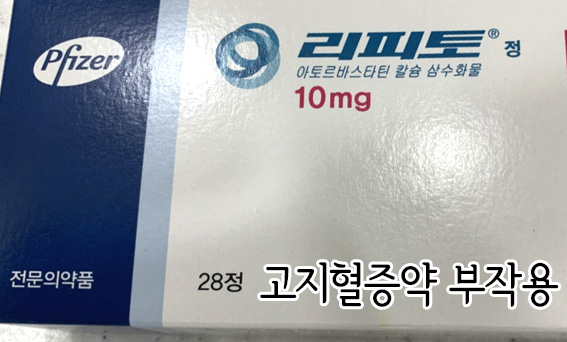 Pfizer
리피토® 정
아토르바스타틴 칼슘 삼수화물
10mg
전문의약품
28정
고지혈증약 부작용